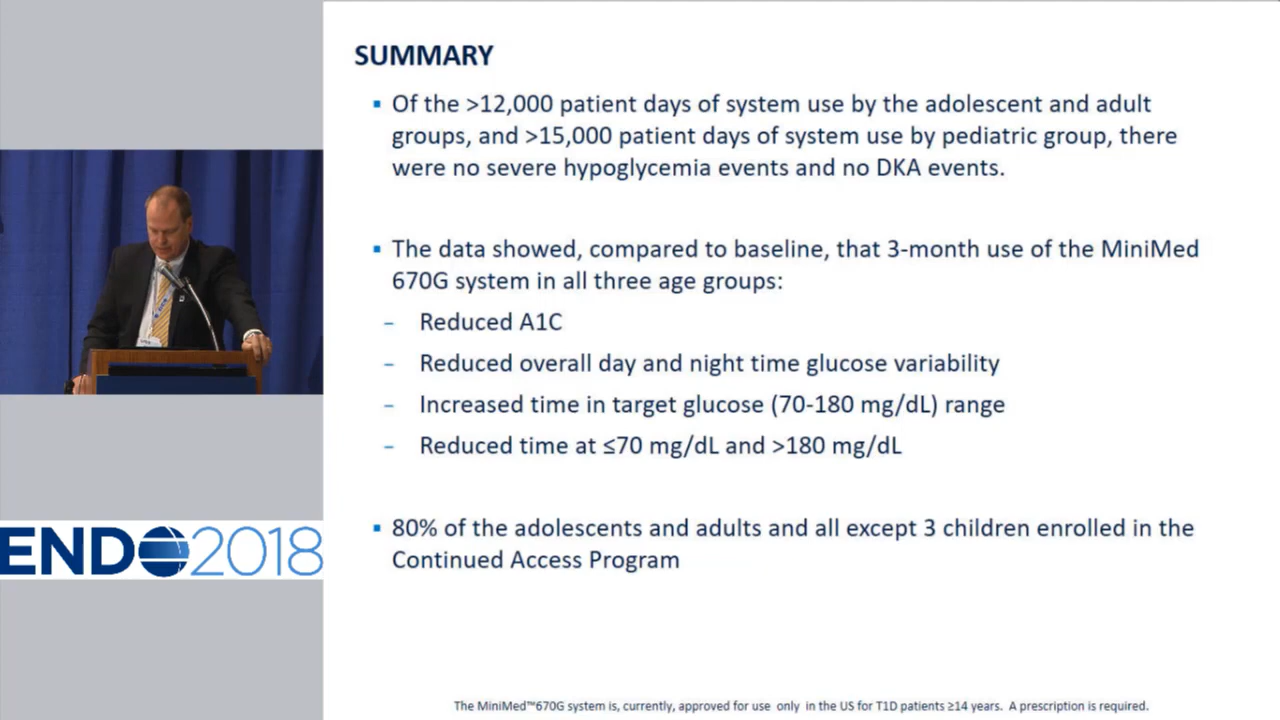 SUMMARY
▪ Of the >12,000 patient days of system use by the adolescent and adult
groups, and >15,000 patient days of system use by pediatric group, there
were no severe hypoglycemia events and no DKA events.
▪ The data showed, compared to baseline, that 3-month use of the MiniMed
670G system in all three age groups:
– Reduced A1C
– Reduced overall day and night time glucose variability
– Increased time in target glucose (70-180 mg/dL) range
– Reduced time at ≤70 mg/dL and >180 mg/dL
▪ 80% of the adolescents and adults and all except 3 children enrolled in the
Continued Access Program
The MiniMed™670G system is, currently, approved for use only in the US for T1D patients ≥14 years. A prescription is required.
ENDO2018